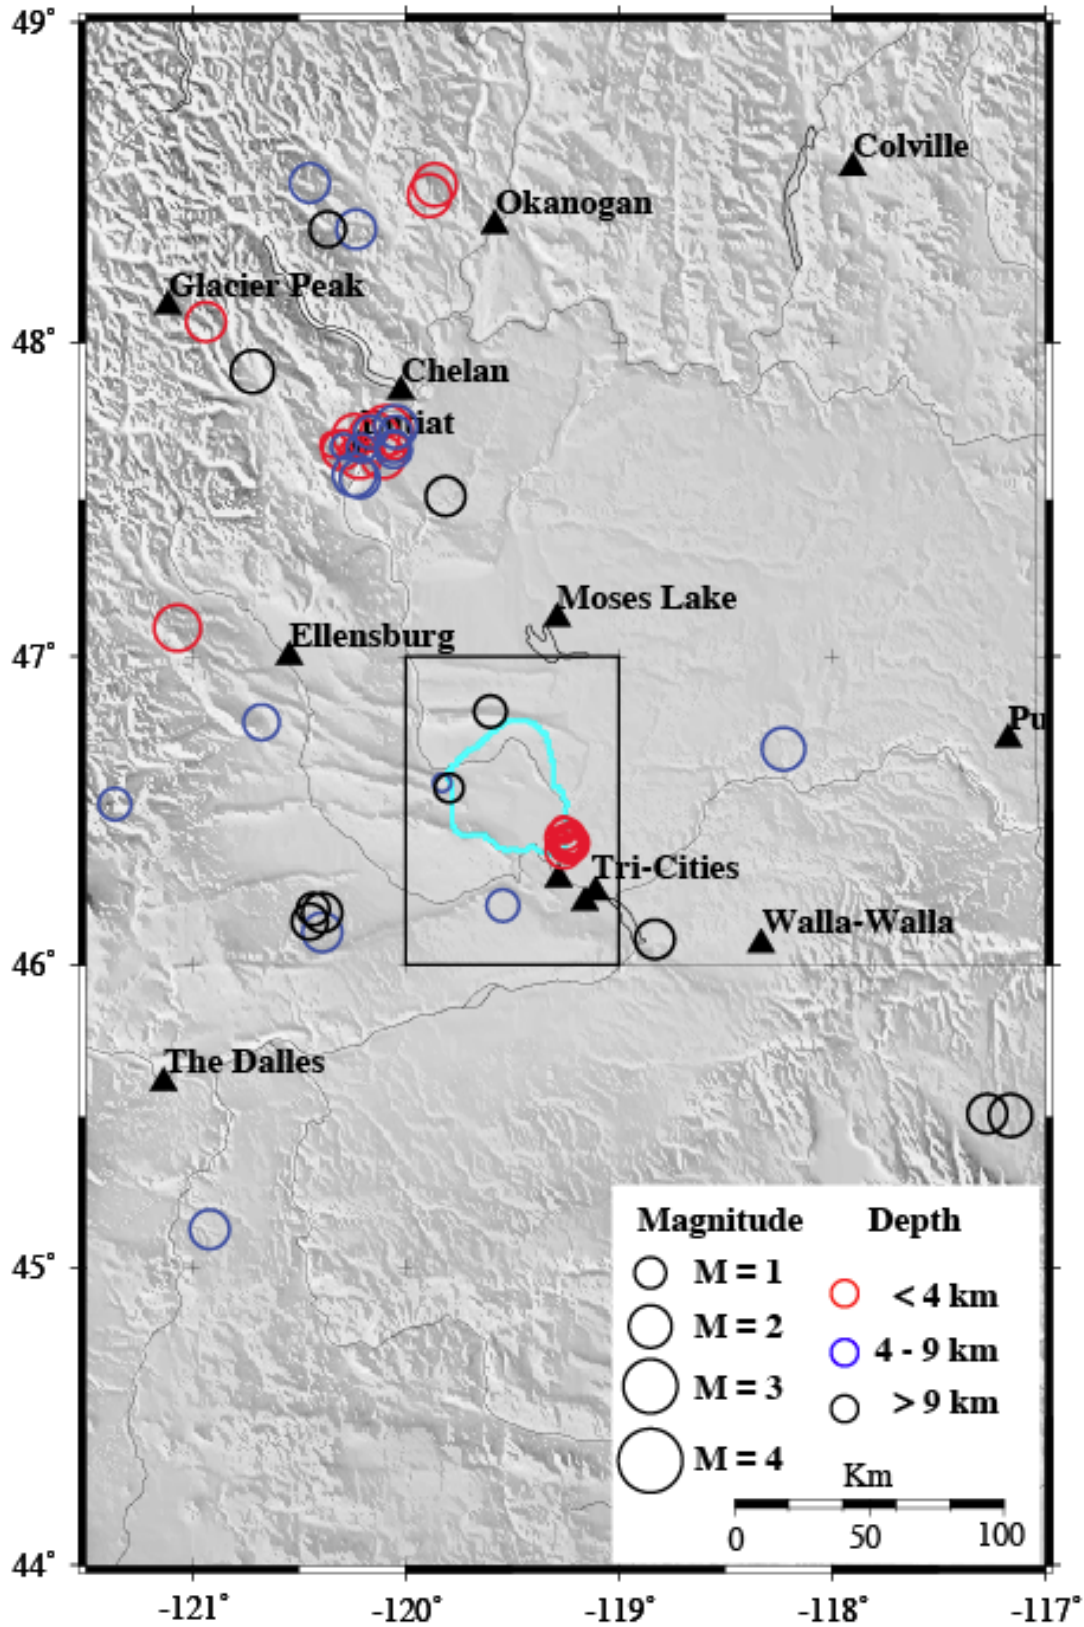 49°
Colville
Okanogan
Glacier Peak
48°
Chelan
Entiat
Moses Lake
Ellensburg
47°
Pu
Tri-Cities
Walla-Walla
46°
The Dalles
Magnitude Depth
M = 1
< 4 km
M = 2
4 - 9 km
M = 3
> 9 km
M = 4
Km
0 50 100
45°
44°
-121° -120° -119° -118° -117°